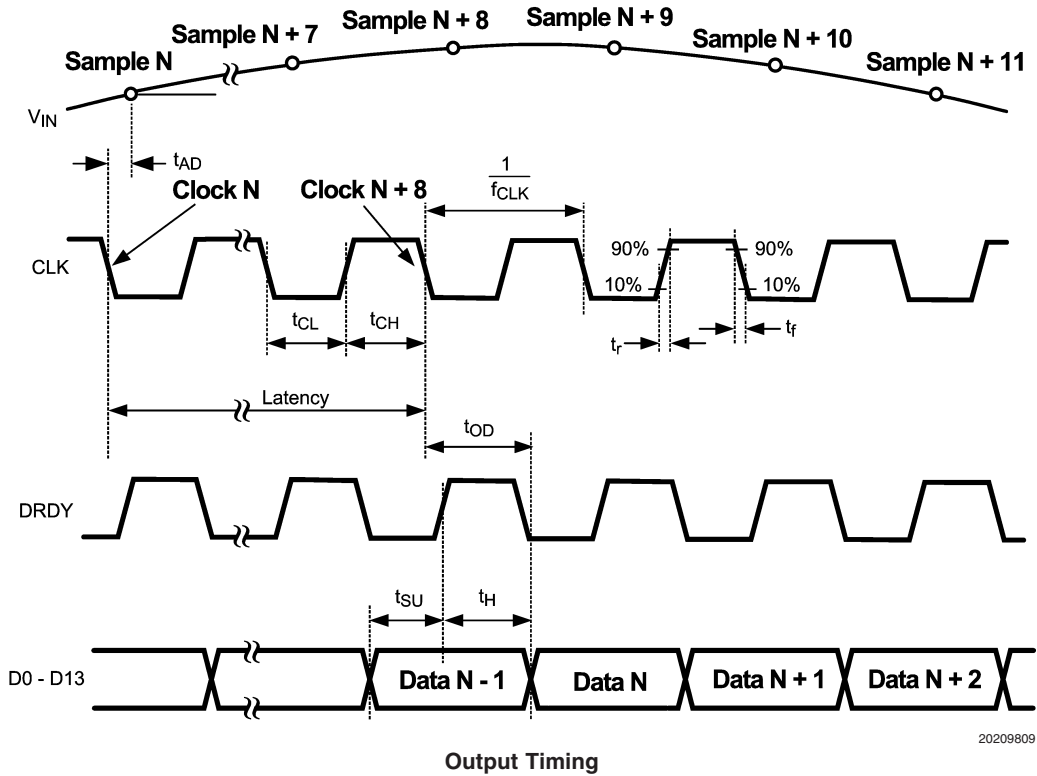 Sample N
Sample N + 7
Sample N + 8
Sample N + 9
Sample N + 10
Sample N + 11
VIN
tAD
Clock N
Clock N + 8
1
fCLK
CLK
90%
90%
10%
10%
tCL
tCH
tr
tf
Latency
tOD
DRDY
tSU
tH
D0 - D13
Data N - 1
Data N
Data N + 1
Data N + 2
20209809
Output Timing